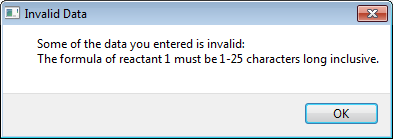 Invalid Data
Some of the data you entered is invalid:
The formula of reactant 1 must be 1-25 characters long inclusive.
OK